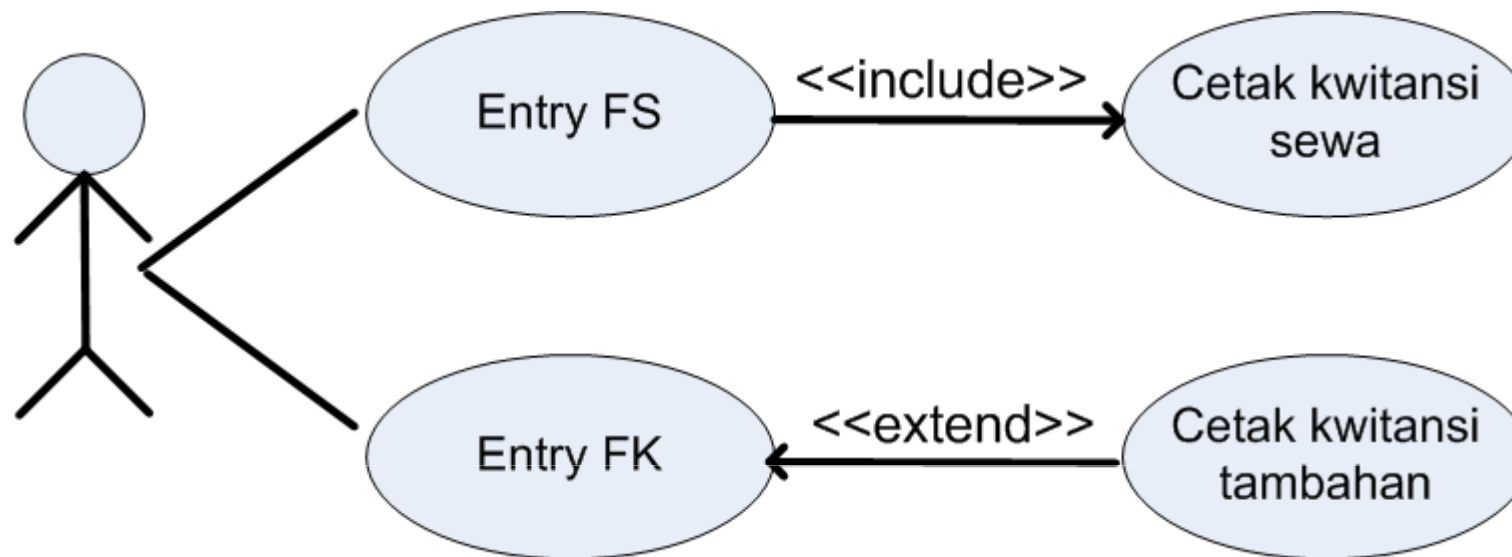 Entry FS
<<include>>
Cetak kwitansi
sewa
Entry FK
<<extend>>
Cetak kwitansi
tambahan